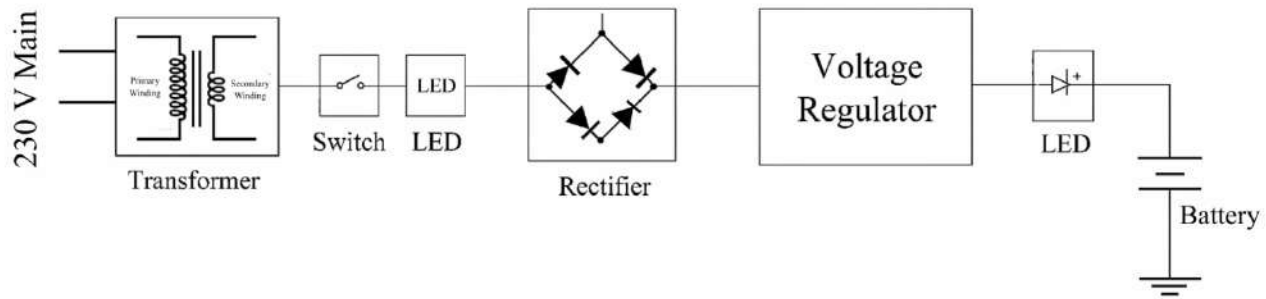 230 V Main
Primary
Winding
Secondary
Winding
Transformer
Switch
LED
LED
Rectifier
Voltage
Regulator
+
LED
Battery